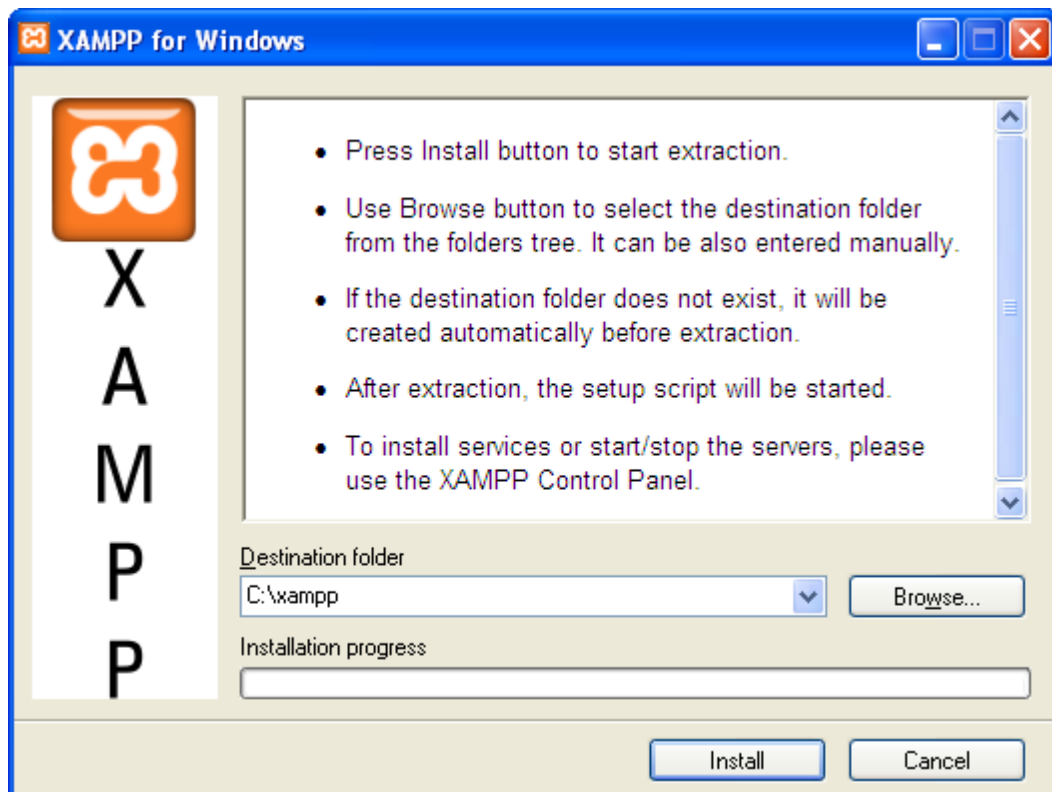 XAMPP for Windows
X
A
M
P
P
• Press Install button to start extraction.
• Use Browse button to select the destination folder
from the folders tree. It can be also entered manually.
• If the destination folder does not exist, it will be
created automatically before extraction.
• After extraction, the setup script will be started.
• To install services or start/stop the servers, please
use the XAMPP Control Panel.
Destination folder
C:\xampp
Browse...
Installation progress
Install
Cancel